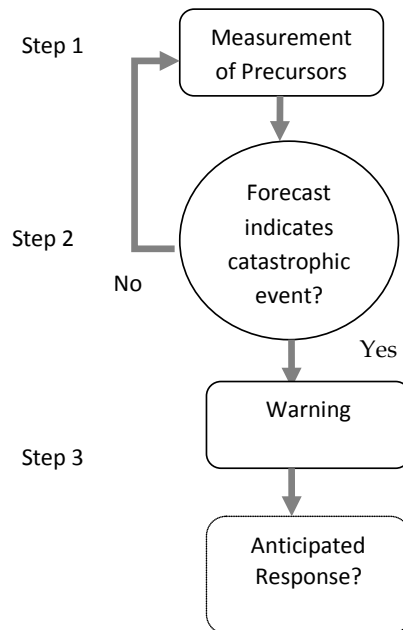 Step 1
Measurement
of Precursors
Step 2
Forecast
indicates
catastrophic
event?
No
Yes
Warning
Step 3
Anticipated
Response?